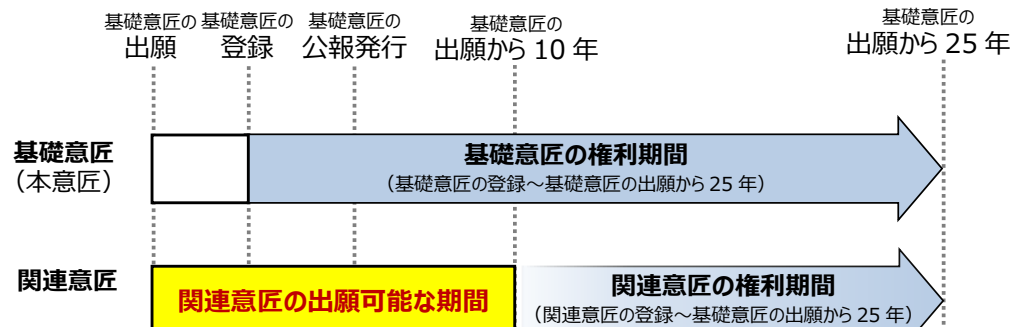 基礎意匠の 基礎意匠の 基礎意匠の 基礎意匠の 基礎意匠の
出願 登録 公報発行 出願から 10 年 出願から 25 年
基礎意匠
(本意匠)
基礎意匠の権利期間
(基礎意匠の登録~基礎意匠の出願から 25 年)
関連意匠
関連意匠の出願可能な期間
関連意匠の権利期間
(関連意匠の登録~基礎意匠の出願から 25 年)